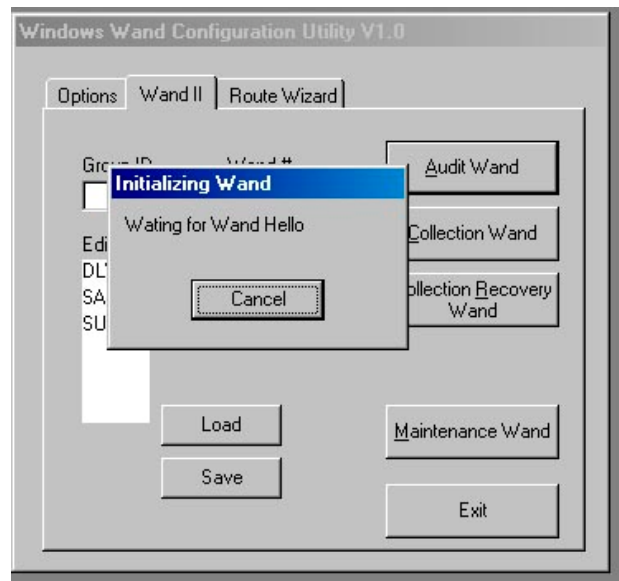 Windows Wand Configuration Utility V1.0
Options Wand II Route Wizard
Audit Wand
Initializing Wand
Wating for Wand Hello
Cancel
Collection Wand
Recovery
Wand
Load
Save
Maintenance Wand
Exit